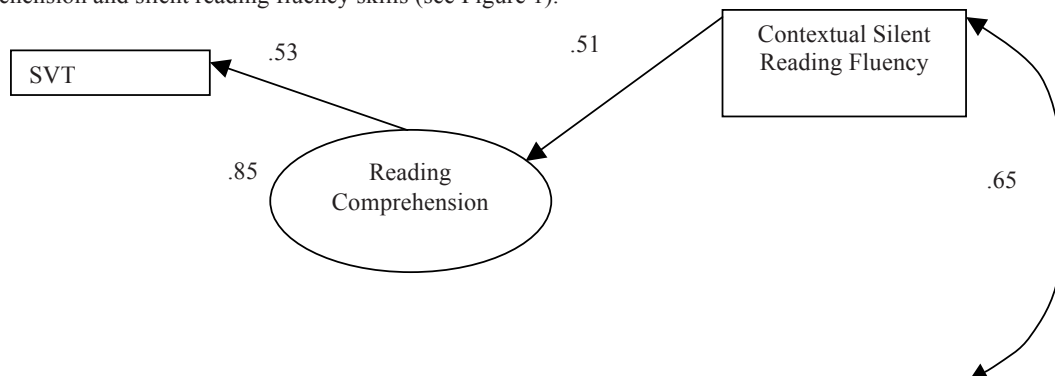 hension and silent reading fluency skills (see Figure 1).
.53
.51
Contextual Silent
Reading Fluency
SVT
.85
Reading
Comprehension
.65